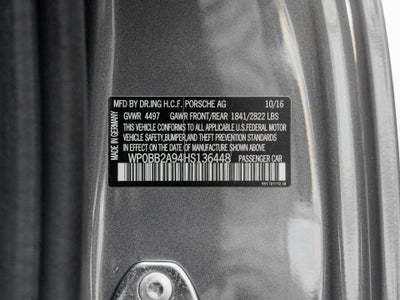 MFD BY DR.ING H.C.F. PORSCHE AG 10/16
GVWR 4497 GAWR FRONT/REAR 1841/2822 LBS
THIS VEHICLE CONFORMS TO ALL APPLICABLE U.S.FEDERAL MOTOR
VEHICLE SAFETY,BUMPER,AND THEFT PREVENTION STANDARDS
IN EFFECT ON THE DATE OF MANUFACTURE SHOWN ABOVE
WP0BB2A94HS136448 PASSENGER CAR
MADE IN GERMANY